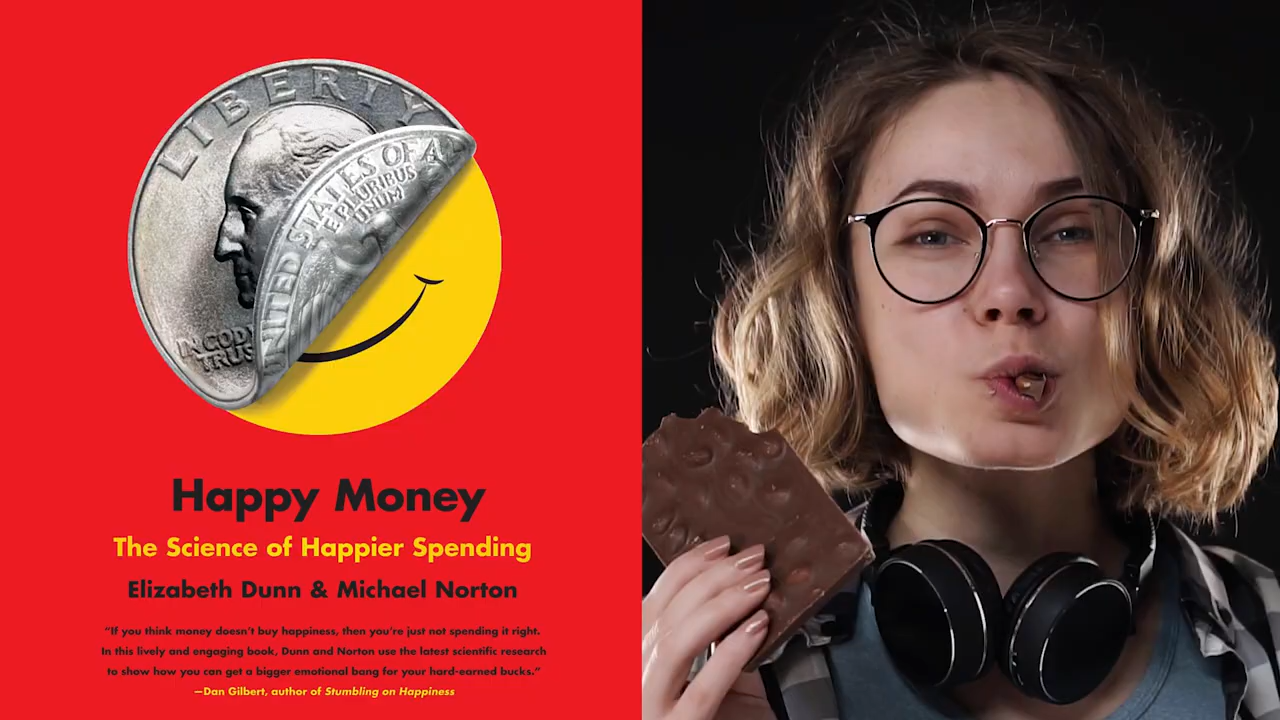 LIBERTY
UNITED STATES OF A
E PLURIBUS
UNUM
IN GOD
TRUS
Happy Money
The Science of Happier Spending
Elizabeth Dunn & Michael Norton
“If you think money doesn’t buy happiness, then you’re just not spending it right.
In this lively and engaging book, Dunn and Norton use the latest scientific research
to show how you can get a bigger emotional bang for your hard-earned bucks.”
—Dan Gilbert, author of Stumbling on Happiness